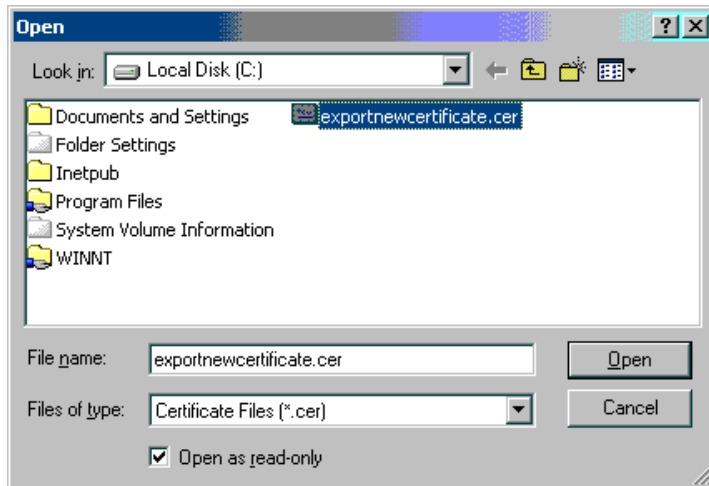 Open
Look in: Local Disk (C:)
Documents and Settings exportnewcertificate.cer
Folder Settings
Inetpub
Program Files
System Volume Information
WINNT
File name: exportnewcertificate.cer Open
Files of type: Certificate Files (*.cer) Cancel
Open as read-only